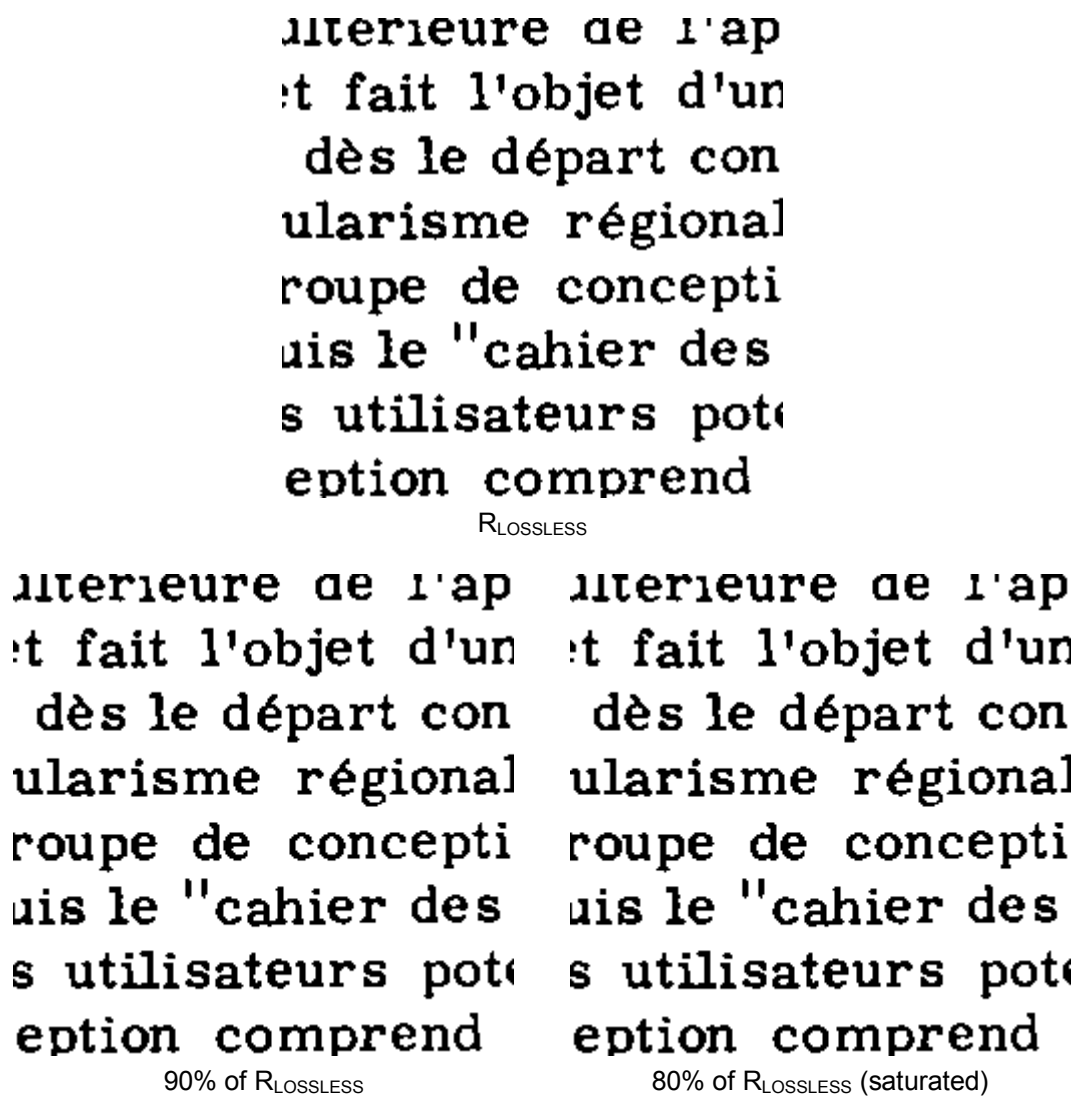 ulterieure de l'ap
et fait l'objet d'un
dès le départ con
ularisme régional
roupe de concepti
uis le "cahier des
s utilisateurs pote
eption comprend
R_LOSSLESS
ulterieure de l'ap
et fait l'objet d'un
dès le départ con
ularisme régional
roupe de concepti
uis le "cahier des
s utilisateurs pote
eption comprend
90% of R_LOSSLESS
ulterieure de l'ap
et fait l'objet d'un
dès le départ con
ularisme régional
roupe de concepti
uis le "cahier des
s utilisateurs pote
eption comprend
80% of R_LOSSLESS (saturated)